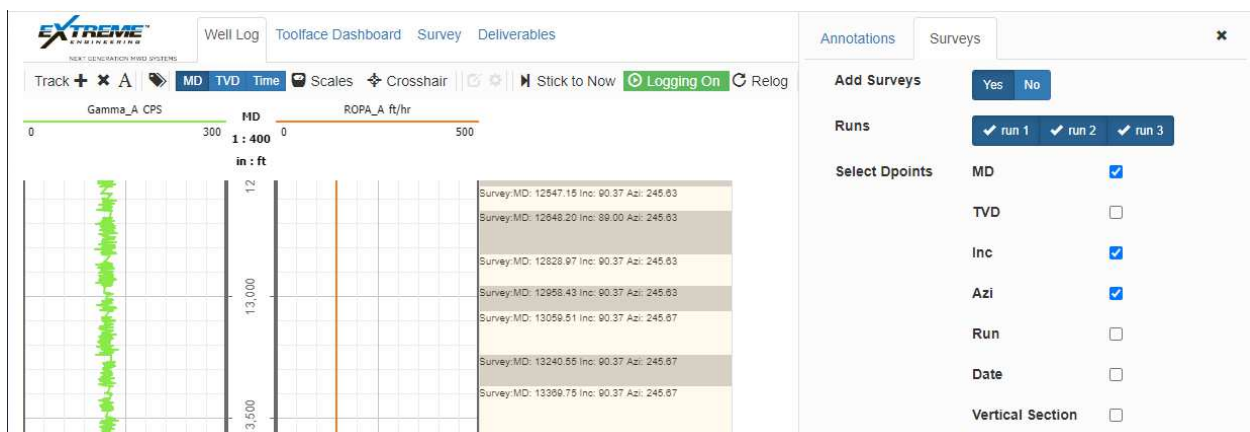 EXTREME
ENGINEERING
NEXT GENERATION MWD SYSTEMS
Well Log Toolface Dashboard Survey Deliverables
Track A MD TVD Time Scales Crosshair Stick to Now Logging On Relog
Gamma_A CPS
0 300
MD
1 : 400
in : ft
ROPA_A ft/hr
0 500
12
13,000
3,500
Survey:MD: 12547.15 Inc: 90.37 Azi: 245.63
Survey:MD: 12648.20 Inc: 89.00 Azi: 245.63
Survey:MD: 12828.97 Inc: 90.37 Azi: 245.63
Survey:MD: 12958.43 Inc: 90.37 Azi: 245.63
Survey:MD: 13059.51 Inc: 90.37 Azi: 245.67
Survey:MD: 13240.55 Inc: 90.37 Azi: 245.67
Survey:MD: 13369.75 Inc: 90.37 Azi: 245.67
Annotations Surveys
Add Surveys Yes No
Runs run 1 run 2 run 3
Select Dpoints MD
TVD
Inc
Azi
Run
Date
Vertical Section